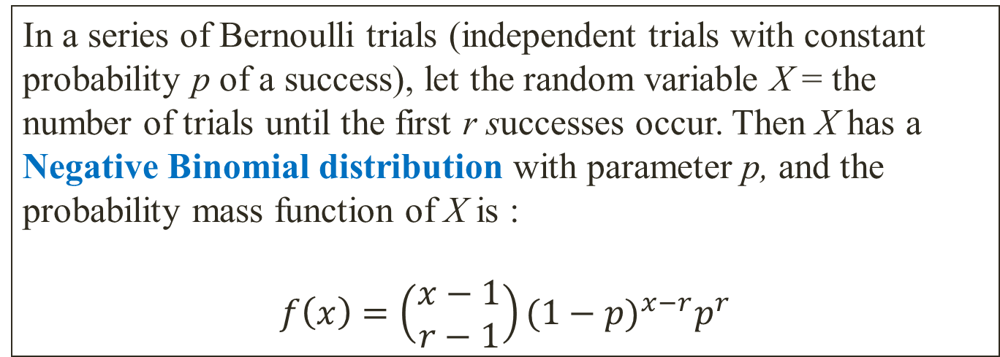 In a series of Bernoulli trials (independent trials with constant
probability p of a success), let the random variable X = the
number of trials until the first r successes occur. Then X has a
Negative Binomial distribution with parameter p, and the
probability mass function of X is :
f(x) = \binom{x − 1}{r − 1} (1 − p)^{x−r} p^r